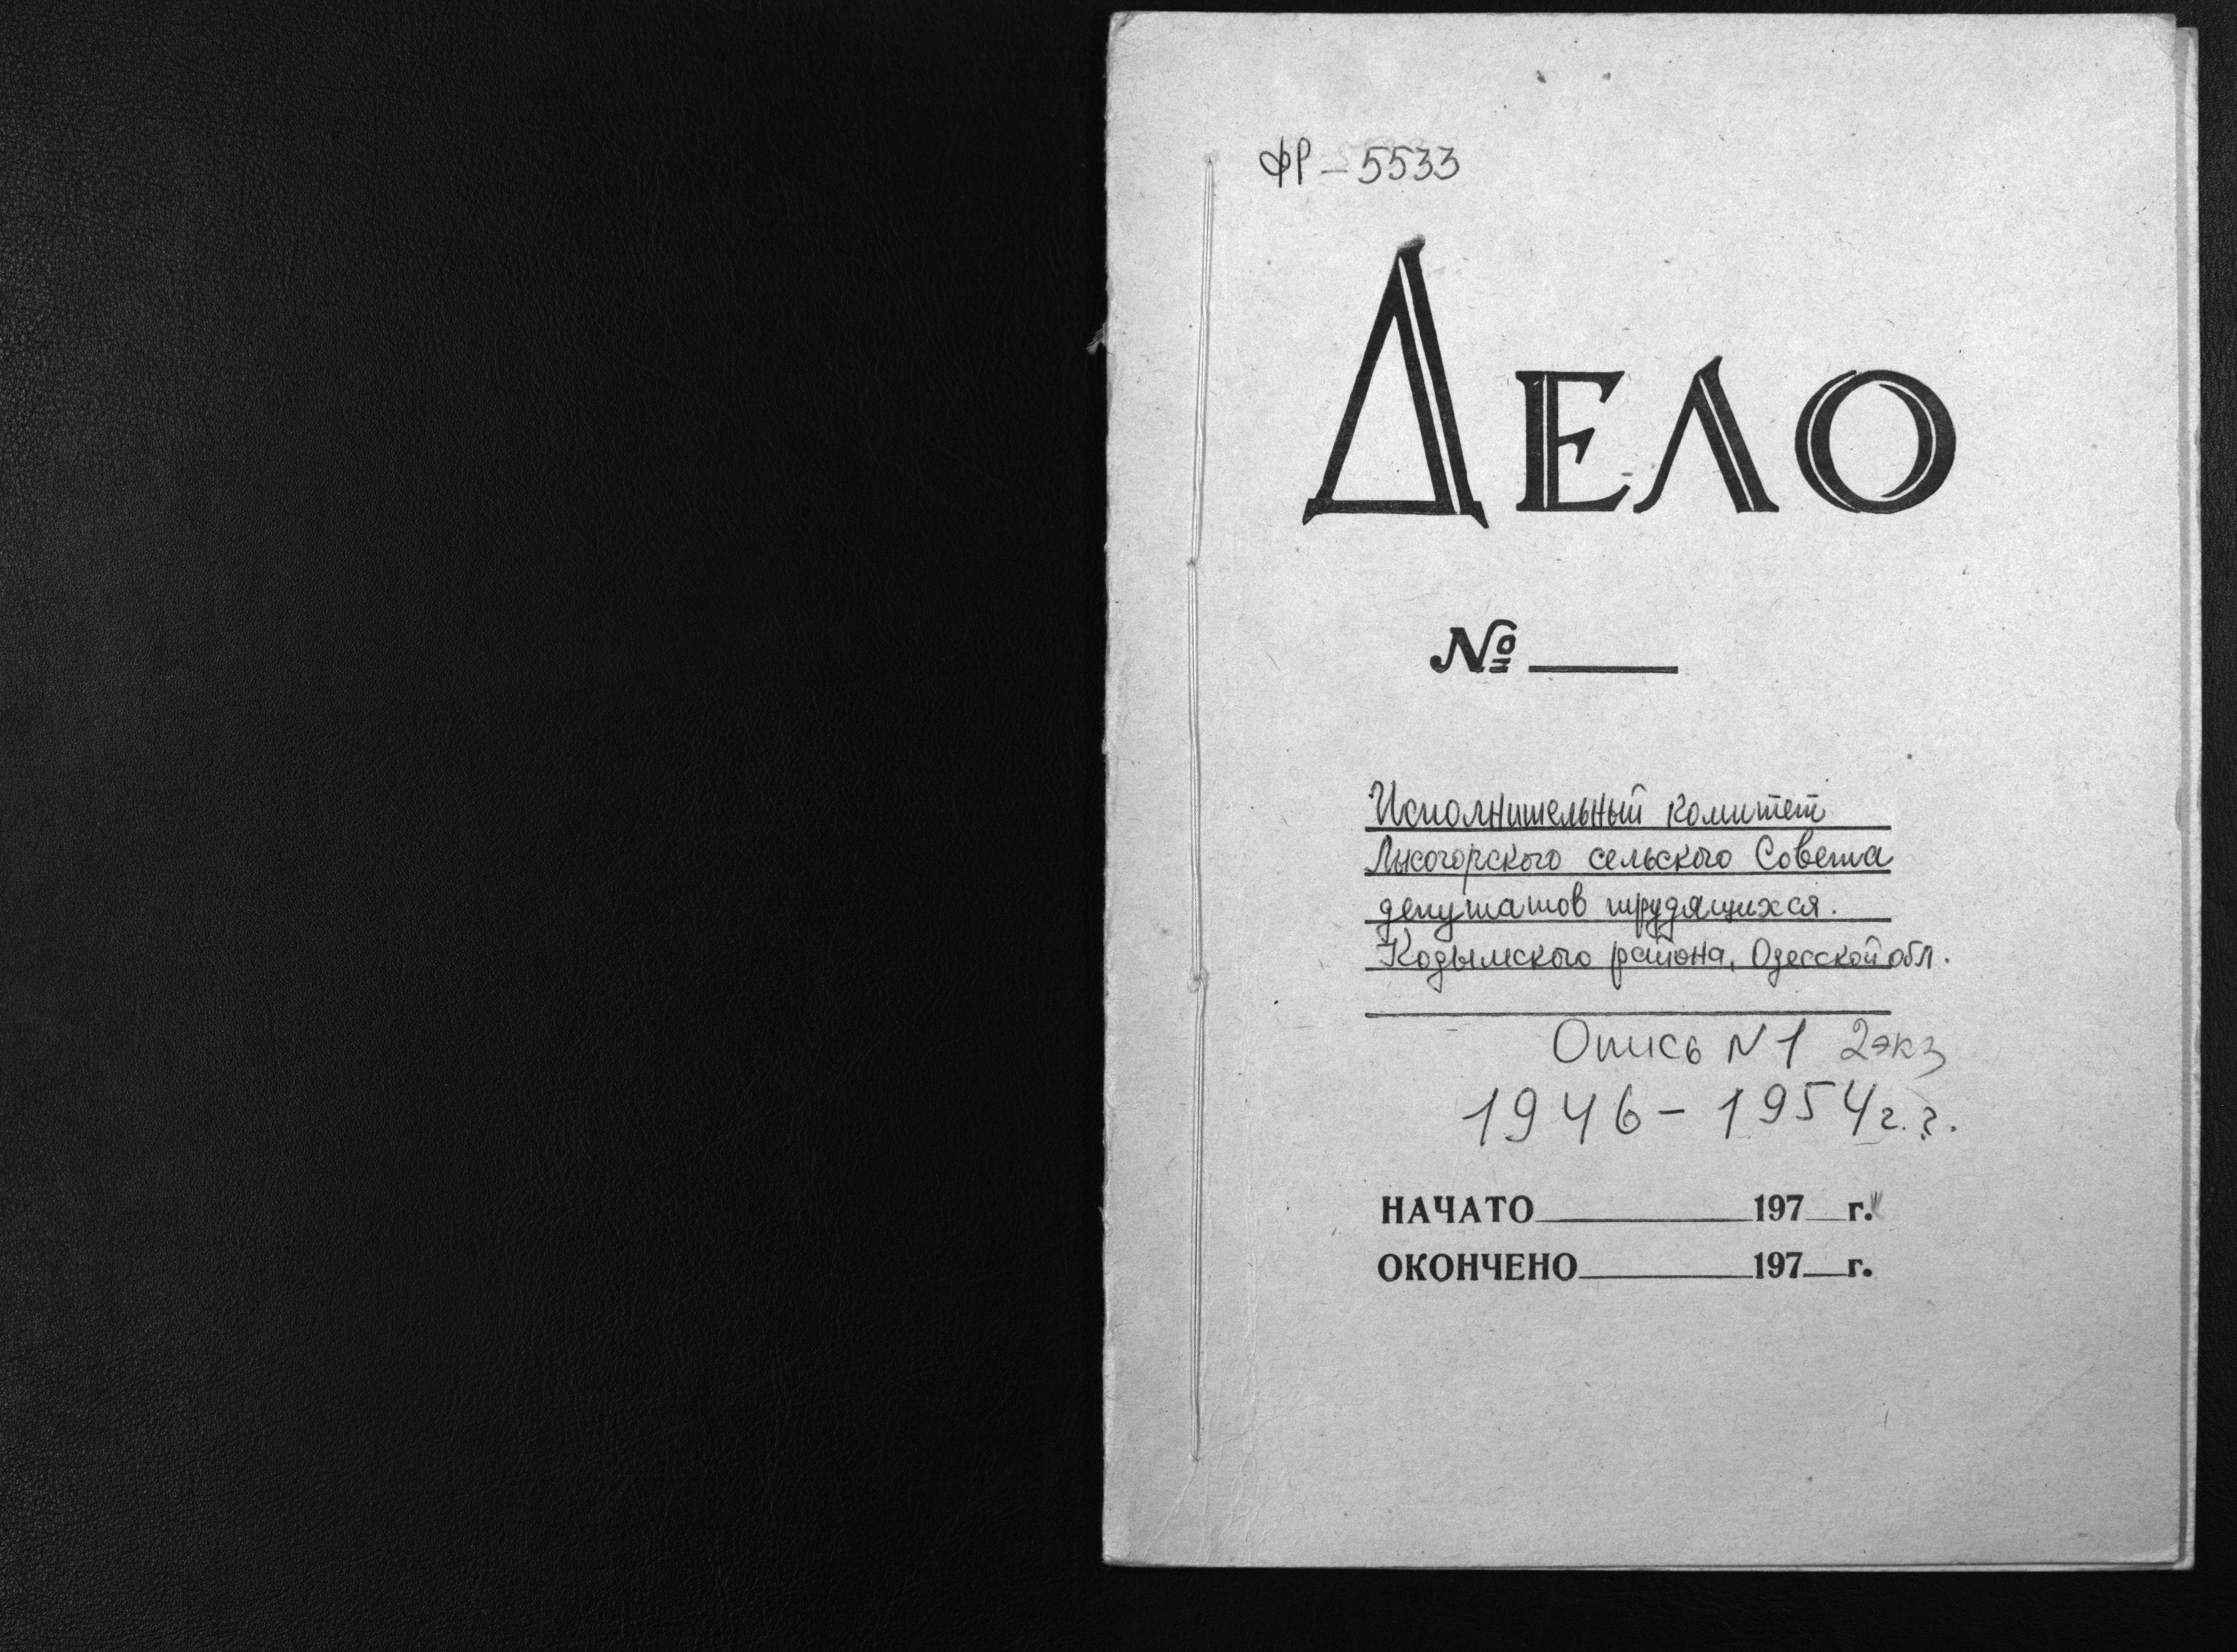 ФР-5533
ДЕЛО
№
Исполнительный комитет
Лысогорского сельского Совета
депутатов трудящихся.
Кодымского района, Одесской обл.
Опись N1 2экз
1946-1954г.г.
НАЧАТО 197 г.
ОКОНЧЕНО 197 г.